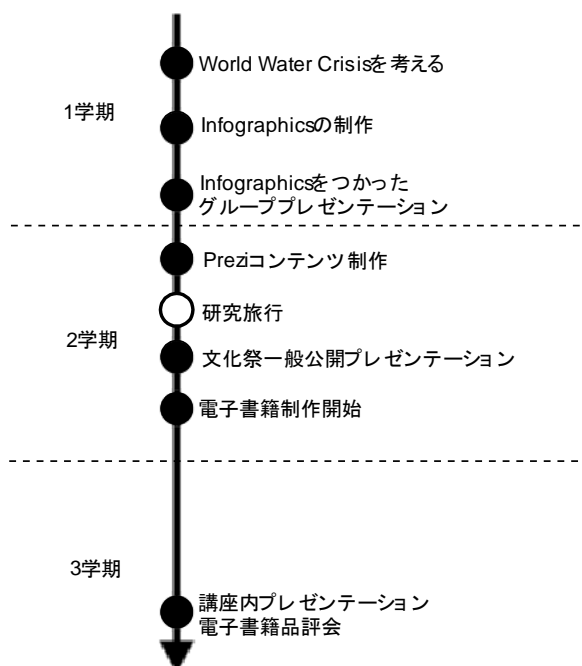 World Water Crisisを考える
1学期
Infographicsの制作
Infographicsをつかった
グループプレゼンテーション
Preziコンテンツ制作
研究旅行
2学期
文化祭一般公開プレゼンテーション
電子書籍制作開始
3学期
講座内プレゼンテーション
電子書籍品評会